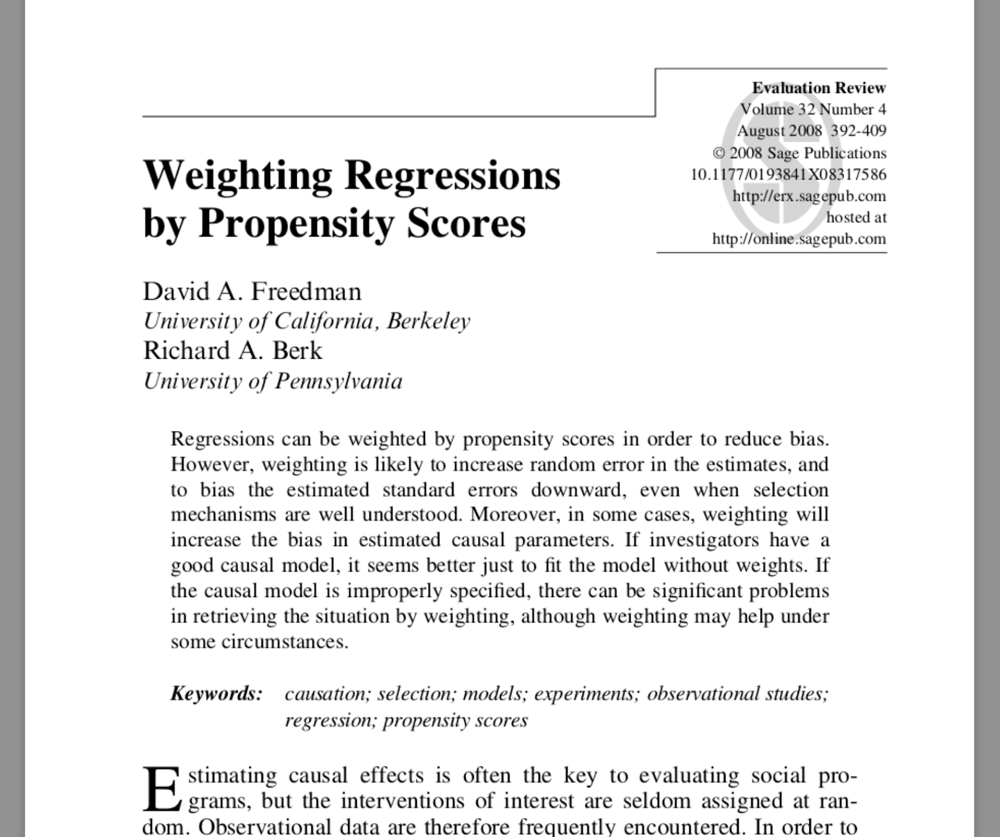 Evaluation Review
Volume 32 Number 4
August 2008 392-409
© 2008 Sage Publications
10.1177/0193841X08317586
http://erx.sagepub.com
hosted at
http://online.sagepub.com
Weighting Regressions
by Propensity Scores
David A. Freedman
University of California, Berkeley
Richard A. Berk
University of Pennsylvania
Regressions can be weighted by propensity scores in order to reduce bias.
However, weighting is likely to increase random error in the estimates, and
to bias the estimated standard errors downward, even when selection
mechanisms are well understood. Moreover, in some cases, weighting will
increase the bias in estimated causal parameters. If investigators have a
good causal model, it seems better just to fit the model without weights. If
the causal model is improperly specified, there can be significant problems
in retrieving the situation by weighting, although weighting may help under
some circumstances.
Keywords: causation; selection; models; experiments; observational studies;
regression; propensity scores
Estimating causal effects is often the key to evaluating social pro-
grams, but the interventions of interest are seldom assigned at ran-
dom. Observational data are therefore frequently encountered. In order to